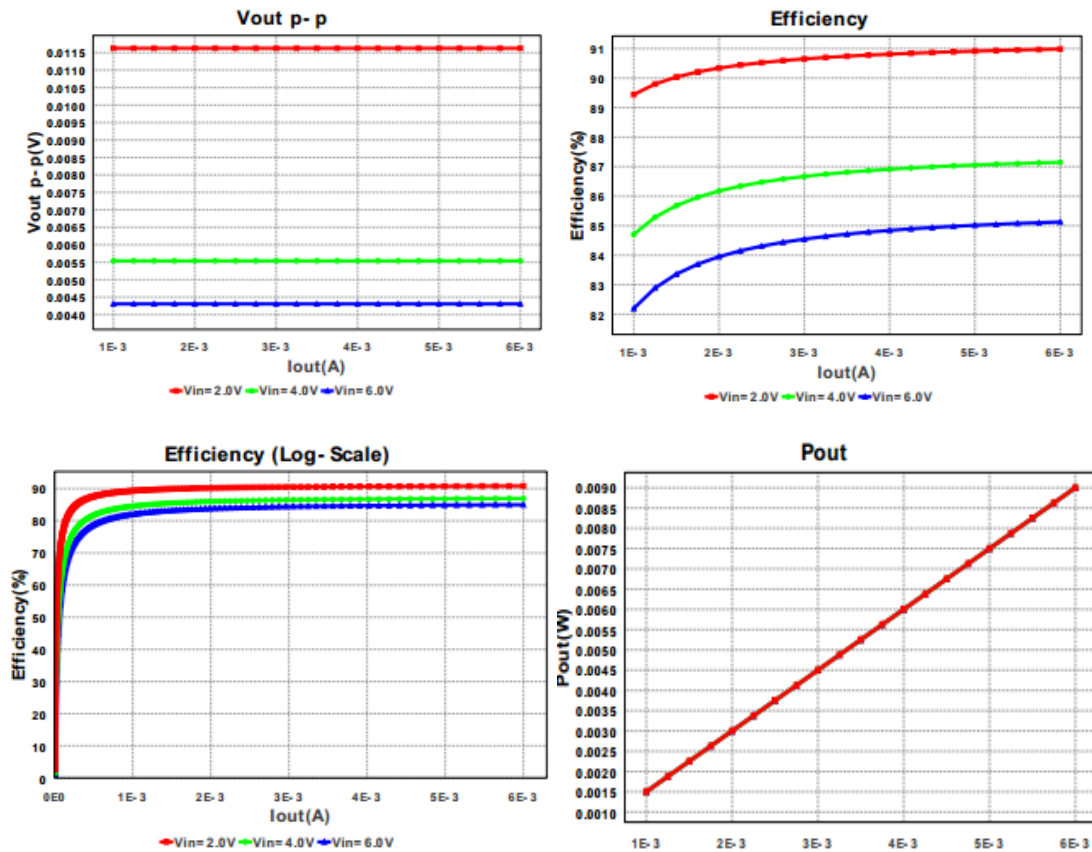 Vout p- p
0.0115
0.0110
0.0105
0.0100
0.0095
0.0090
0.0085
0.0080
0.0075
0.0070
0.0065
0.0060
0.0055
0.0050
0.0045
0.0040
Vout p- p(V)
1E- 3 2E- 3 3E- 3 4E- 3 5E- 3 6E- 3
Iout(A)
Vin= 2.0V Vin= 4.0V Vin= 6.0V
Efficiency
91
90
89
88
87
86
85
84
83
82
Efficiency(%)
1E- 3 2E- 3 3E- 3 4E- 3 5E- 3 6E- 3
Iout(A)
Vin= 2.0V Vin= 4.0V Vin= 6.0V
Efficiency (Log- Scale)
90
80
70
60
50
40
30
20
10
0
Efficiency(%)
0E0 1E- 3 2E- 3 3E- 3 4E- 3 5E- 3 6E- 3
Iout(A)
Vin= 2.0V Vin= 4.0V Vin= 6.0V
Pout
0.0090
0.0085
0.0080
0.0075
0.0070
0.0065
0.0060
0.0055
0.0050
0.0045
0.0040
0.0035
0.0030
0.0025
0.0020
0.0015
0.0010
Pout(W)
1E- 3 2E- 3 3E- 3 4E- 3 5E- 3 6E- 3